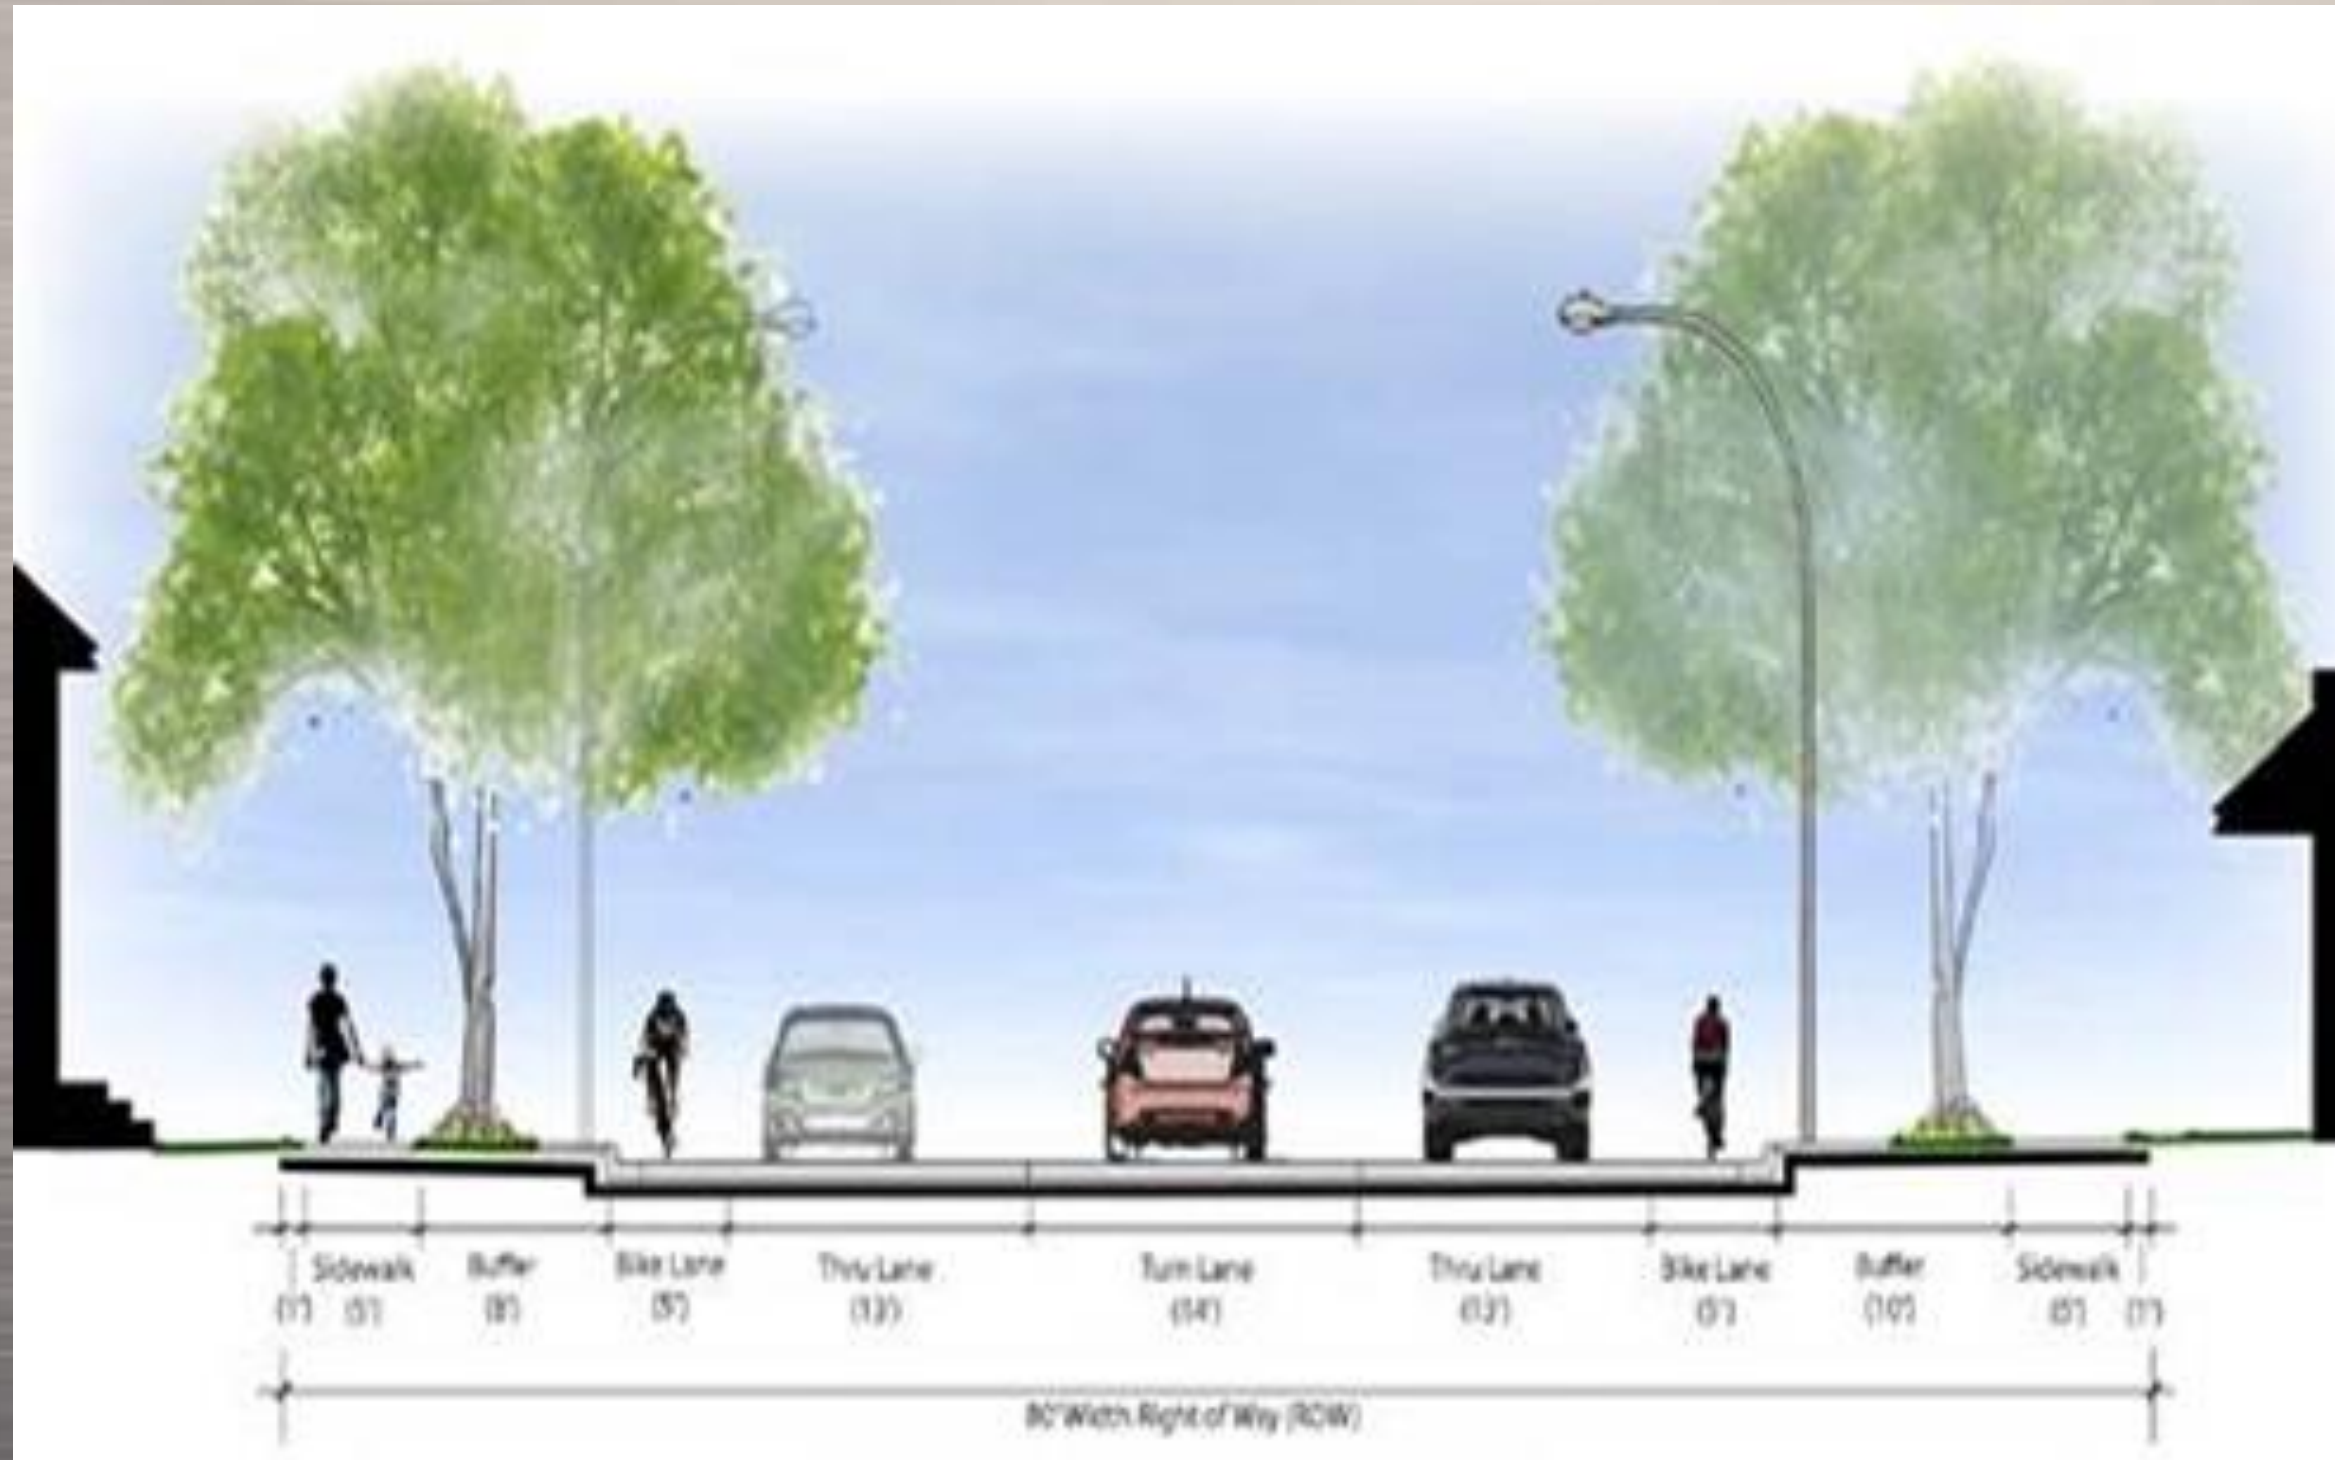 Sidewalk Buffer Bike Lane Thru Lane Turn Lane Thru Lane Bike Lane Buffer Sidewalk
(1') (5') (8') (5') (13') (14') (13') (5') (10') (5') (1')
80' Width Right of Way (ROW)